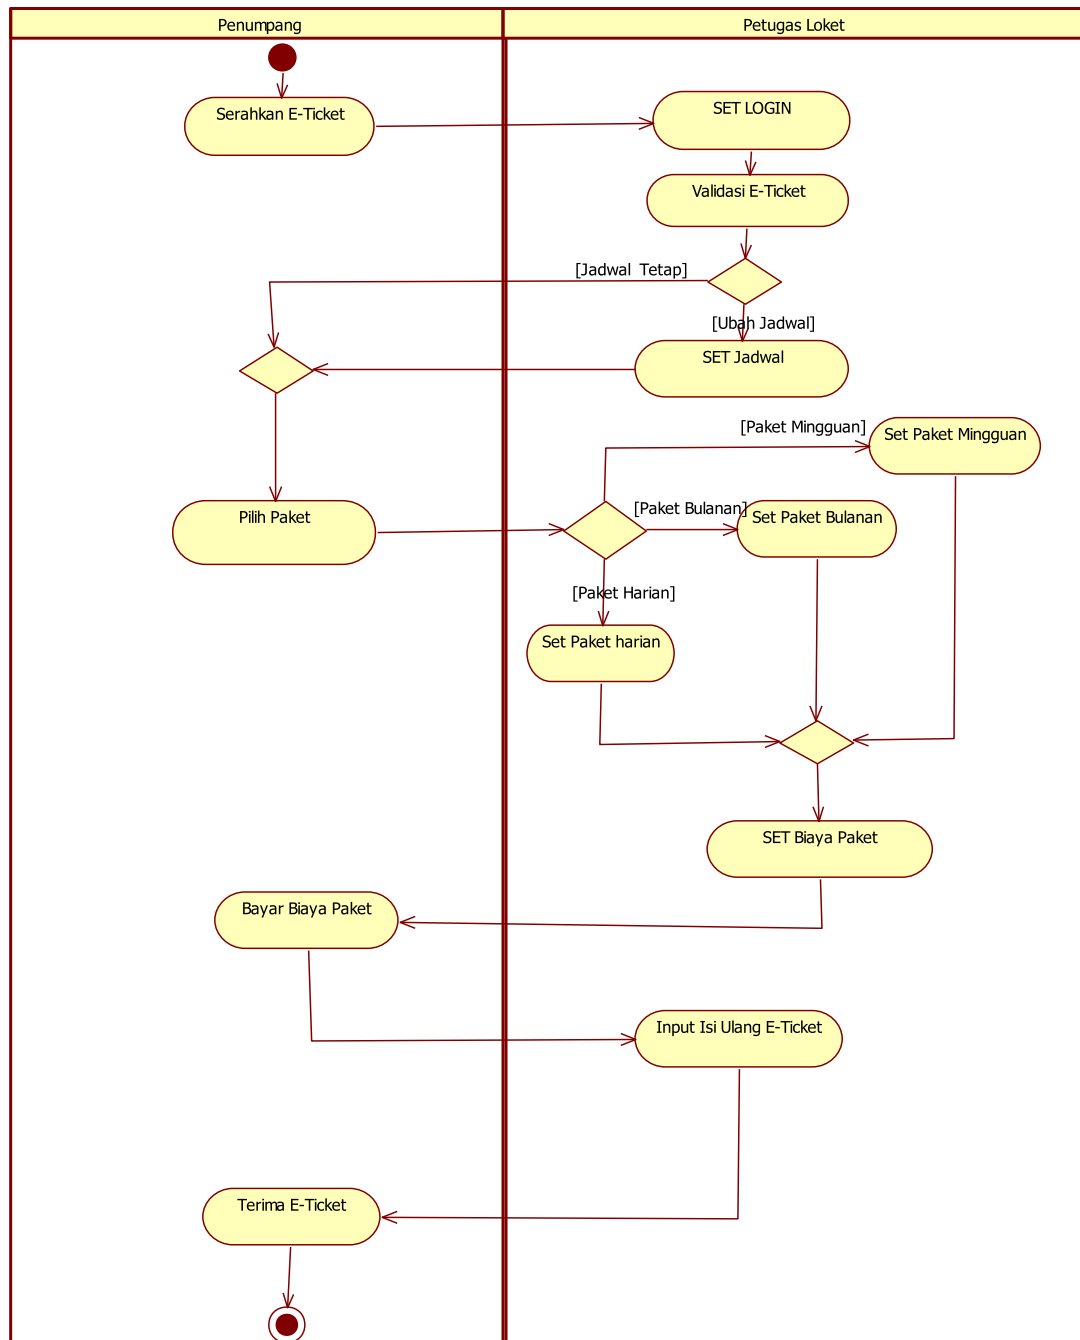 Penumpang
Petugas Loket
Serahkan E-Ticket
SET LOGIN
Validasi E-Ticket
[Jadwal  Tetap]
[Ubah Jadwal]
SET Jadwal
[Paket Mingguan]
Set Paket Mingguan
Pilih Paket
[Paket Bulanan]
Set Paket Bulanan
[Paket Harian]
Set Paket harian
SET Biaya Paket
Bayar Biaya Paket
Input Isi Ulang E-Ticket
Terima E-Ticket